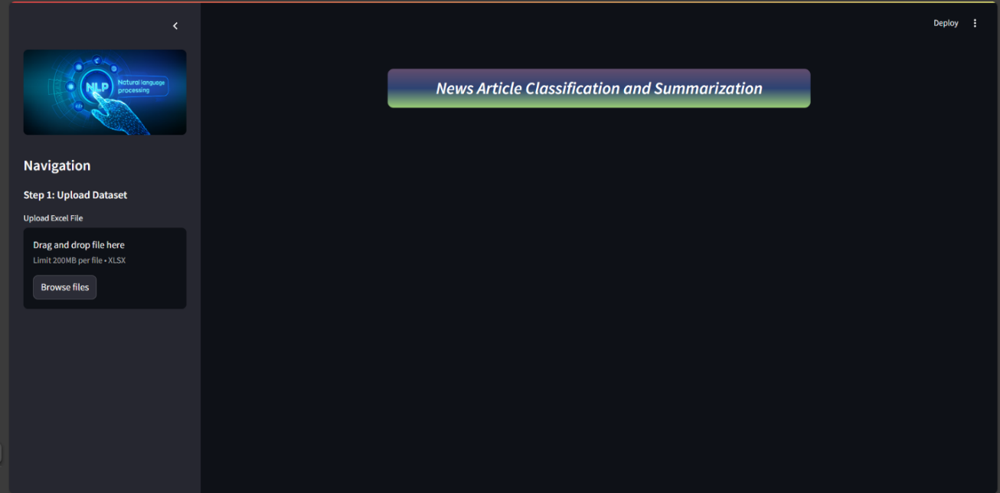 Deploy
NLP
Natural language
processing
News Article Classification and Summarization
Navigation
Step 1: Upload Dataset
Upload Excel File
Drag and drop file here
Limit 200MB per file • XLSX
Browse files